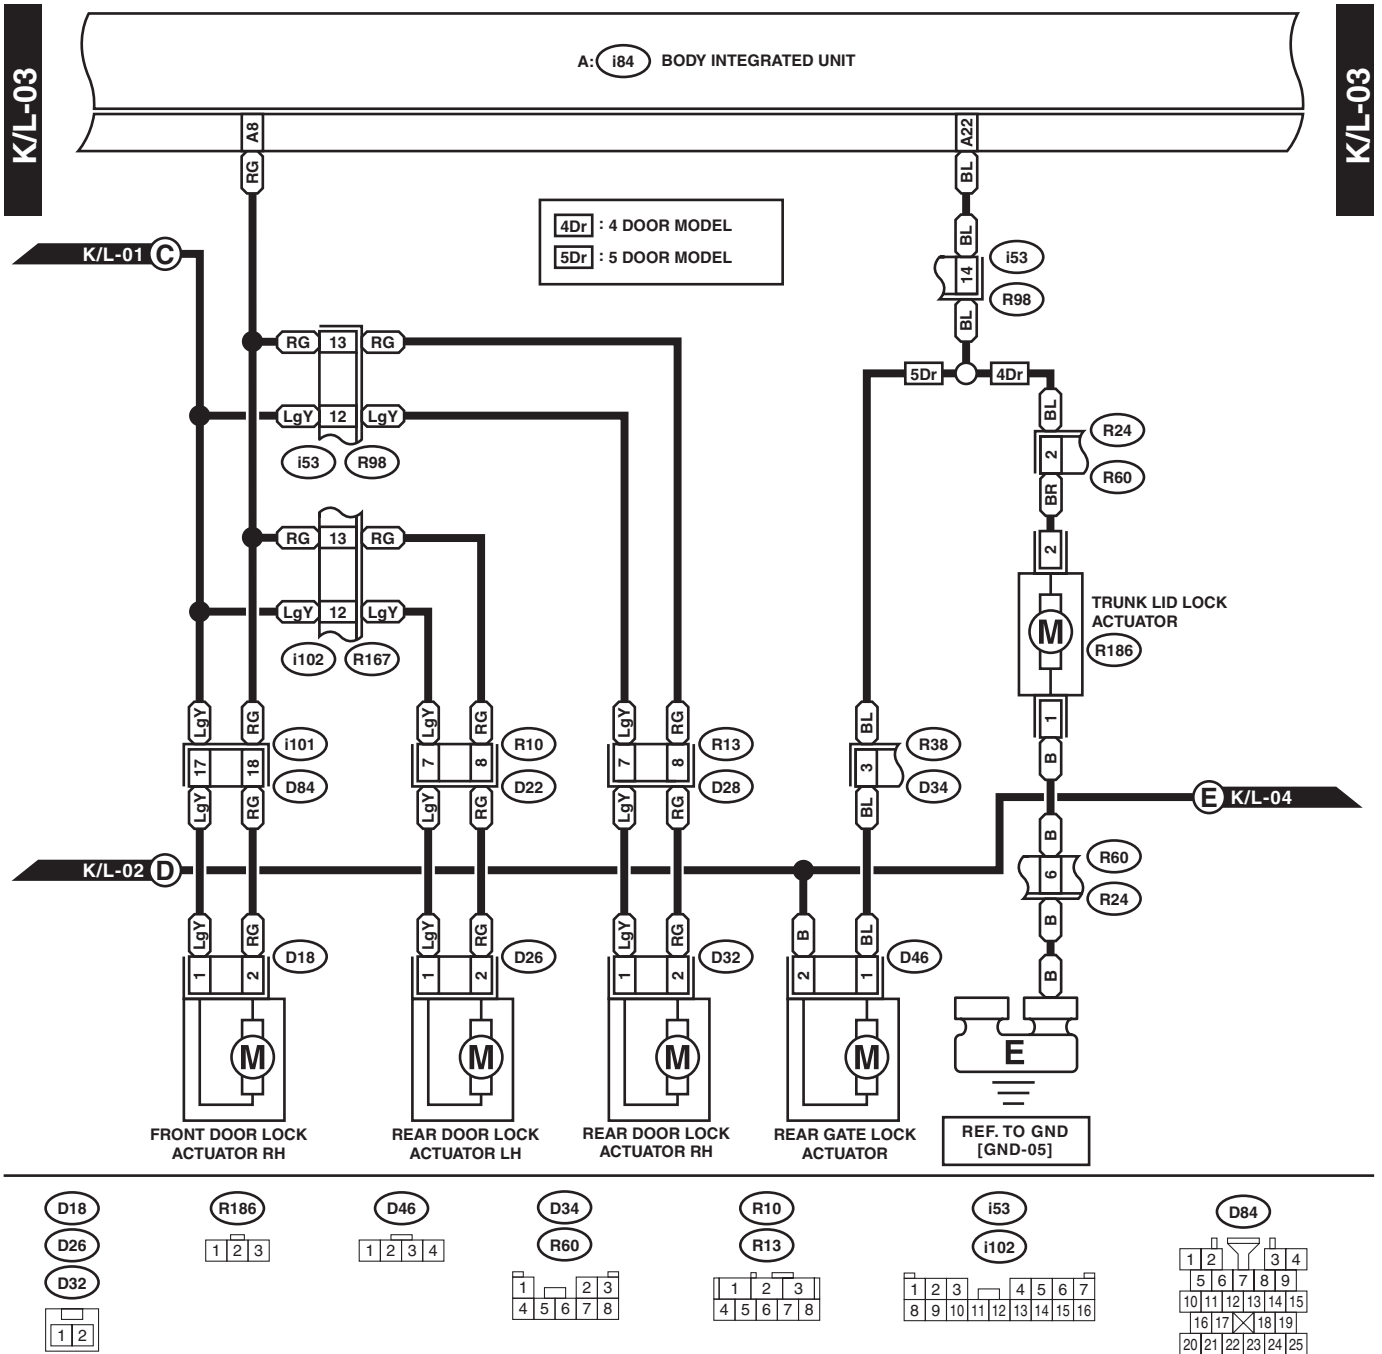 K/L-03
K/L-03
A: i84 BODY INTEGRATED UNIT
A8
A22
RG
BL
4Dr : 4 DOOR MODEL
5Dr : 5 DOOR MODEL
BL
K/L-01 C
14
i53
R98
BL
RG 13 RG
5Dr 4Dr
LgY 12 LgY
BL
i53 R98
2
R24
R60
BR
RG 13 RG
2
LgY 12 LgY
i102 R167
M
TRUNK LID LOCK
ACTUATOR
R186
1
LgY RG LgY RG LgY RG BL
17 18 i101
D84
7 8 R10
D22
7 8 R13
D28
3 R38
D34
B
LgY RG LgY RG LgY RG BL
E K/L-04
B
K/L-02 D
6
R60
R24
B
LgY RG LgY RG LgY RG B BL
1 2 D18
1 2 D26
1 2 D32
2 1 D46
B
M M M M
E
FRONT DOOR LOCK
ACTUATOR RH
REAR DOOR LOCK
ACTUATOR LH
REAR DOOR LOCK
ACTUATOR RH
REAR GATE LOCK
ACTUATOR
REF. TO GND
[GND-05]
D18
D26
D32
1 2
R186
1 2 3
D46
1 2 3 4
D34
R60
1 2 3
4 5 6 7 8
R10
R13
1 2 3
4 5 6 7 8
i53
i102
1 2 3 4 5 6 7
8 9 10 11 12 13 14 15 16
D84
1 2 3 4
5 6 7 8 9
10 11 12 13 14 15
16 17 18 19
20 21 22 23 24 25